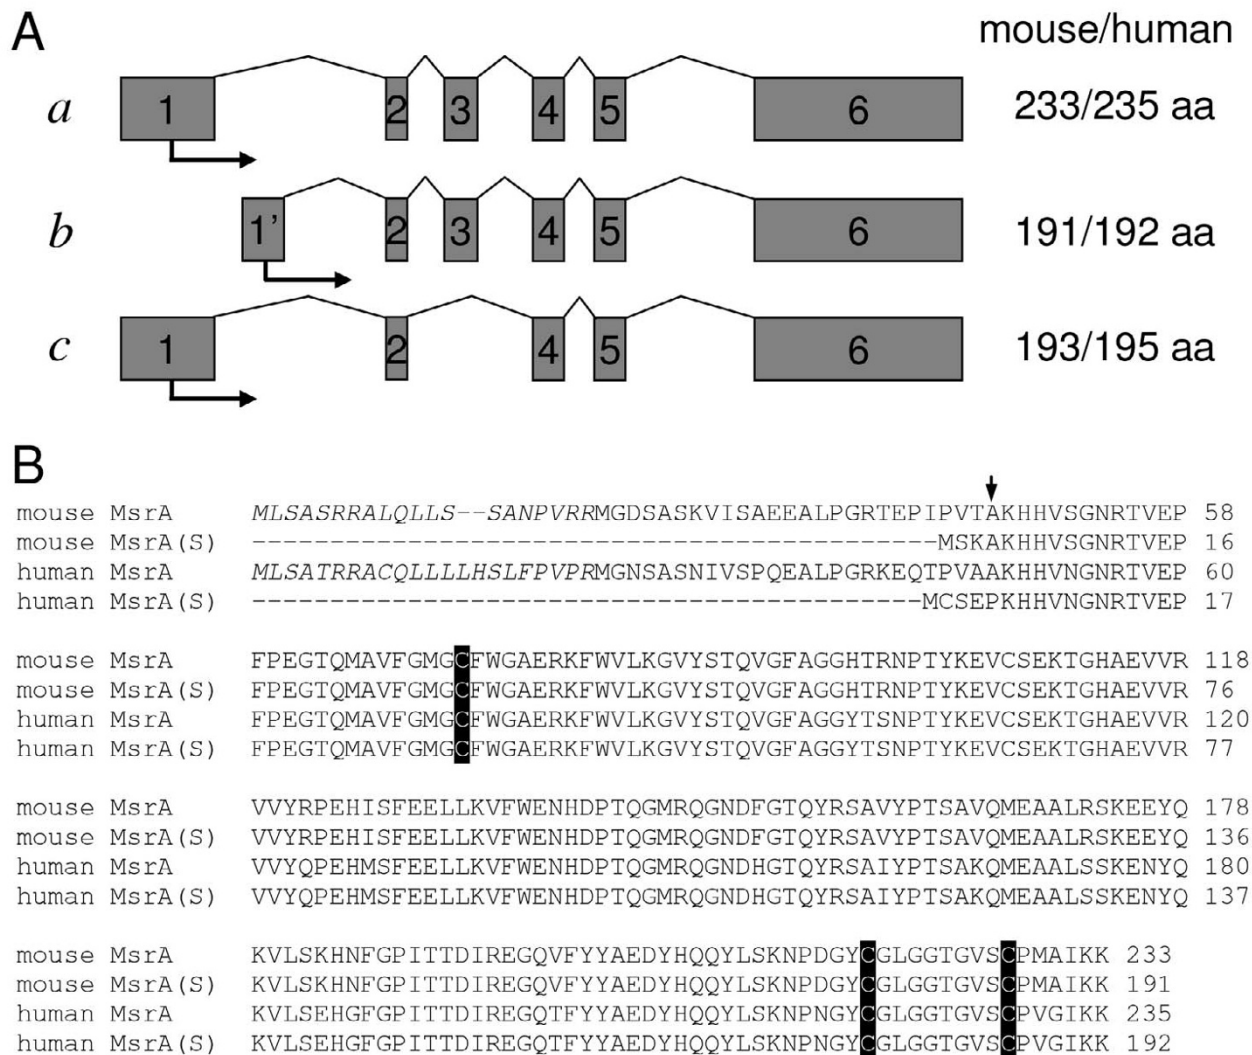 A
mouse/human
a 1 2 3 4 5 6 233/235 aa
b 1’ 2 3 4 5 6 191/192 aa
c 1 2 4 5 6 193/195 aa
B
mouse MsrA MLSASRRALQLLS--SANPVRRMGDSASKVISAEEALPGRTEPIPVTAKHHVSGNRTVEP 58
mouse MsrA(S) --------------------------------------------MSKAKHHVSGNRTVEP 16
human MsrA MLSATRRACQLLLLHSLFPVPRMGNSASNIVSPQEALPGRKEQTPVAAKHHVNGNRTVEP 60
human MsrA(S) -------------------------------------------MCSEPKHHVNGNRTVEP 17
mouse MsrA FPEGTQMAVFGMGCFWGAERKFWVLKGVYSTQVGFAGGHTRNPTYKEVCSEKTGHAEVVR 118
mouse MsrA(S) FPEGTQMAVFGMGCFWGAERKFWVLKGVYSTQVGFAGGHTRNPTYKEVCSEKTGHAEVVR 76
human MsrA FPEGTQMAVFGMGCFWGAERKFWVLKGVYSTQVGFAGGYTSNPTYKEVCSEKTGHAEVVR 120
human MsrA(S) FPEGTQMAVFGMGCFWGAERKFWVLKGVYSTQVGFAGGYTSNPTYKEVCSEKTGHAEVVR 77
mouse MsrA VVYRPEHISFEELLKVFWENHDPTQGMRQGNDFGTQYRSAVYPTSAVQMEAALRSKEEYQ 178
mouse MsrA(S) VVYRPEHISFEELLKVFWENHDPTQGMRQGNDFGTQYRSAVYPTSAVQMEAALRSKEEYQ 136
human MsrA VVYQPEHMSFEELLKVFWENHDPTQGMRQGNDHGTQYRSAIYPTSAKQMEAALSSKENYQ 180
human MsrA(S) VVYQPEHMSFEELLKVFWENHDPTQGMRQGNDHGTQYRSAIYPTSAKQMEAALSSKENYQ 137
mouse MsrA KVLSKHNFGPITTDIREGQVFYYAEDYHQQYLSKNPDGYCGLGGTGVSCPMAIKK 233
mouse MsrA(S) KVLSKHNFGPITTDIREGQVFYYAEDYHQQYLSKNPDGYCGLGGTGVSCPMAIKK 191
human MsrA KVLSEHGFGPITTDIREGQTFYYAEDYHQQYLSKNPNGYCGLGGTGVSCPVGIKK 235
human MsrA(S) KVLSEHGFGPITTDIREGQTFYYAEDYHQQYLSKNPNGYCGLGGTGVSCPVGIKK 192